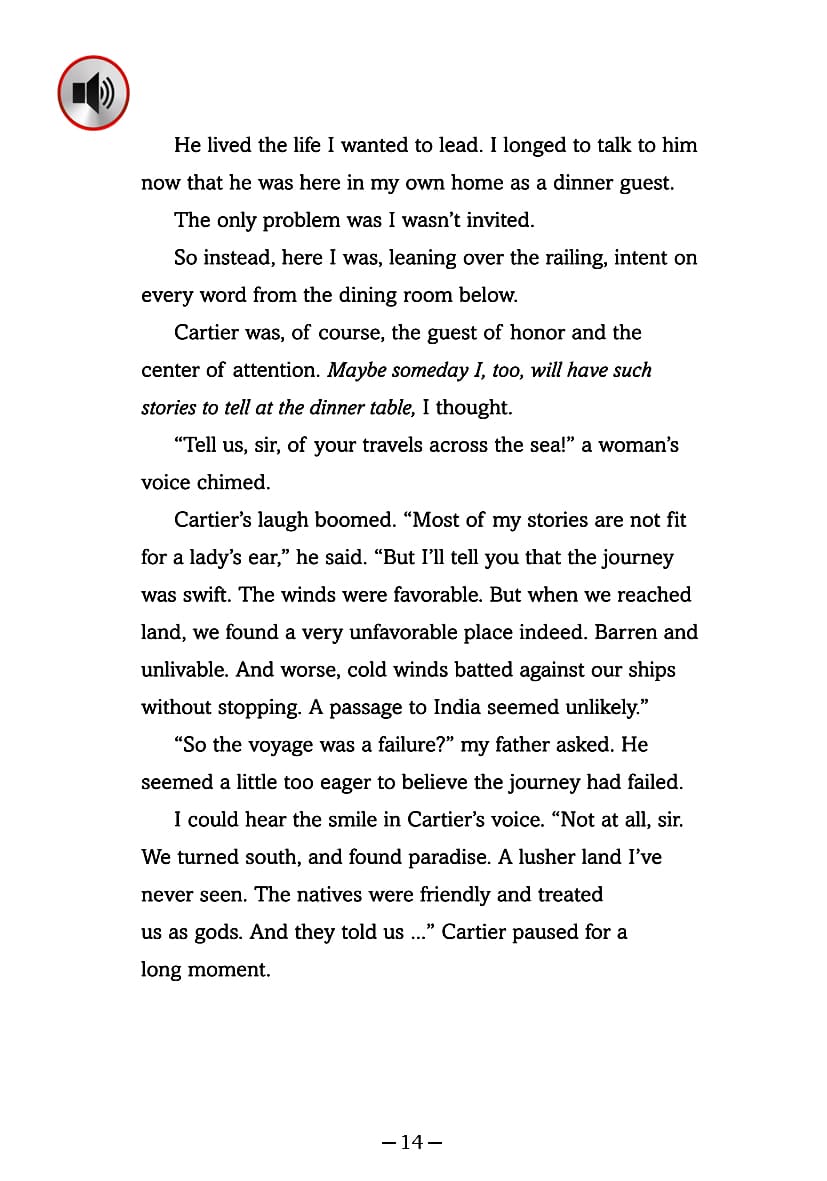 He lived the life I wanted to lead. I longed to talk to him
now that he was here in my own home as a dinner guest.
The only problem was I wasn’t invited.
So instead, here I was, leaning over the railing, intent on
every word from the dining room below.
Cartier was, of course, the guest of honor and the
center of attention. Maybe someday I, too, will have such
stories to tell at the dinner table, I thought.
“Tell us, sir, of your travels across the sea!” a woman’s
voice chimed.
Cartier’s laugh boomed. “Most of my stories are not fit
for a lady’s ear,” he said. “But I’ll tell you that the journey
was swift. The winds were favorable. But when we reached
land, we found a very unfavorable place indeed. Barren and
unlivable. And worse, cold winds batted against our ships
without stopping. A passage to India seemed unlikely.”
“So the voyage was a failure?” my father asked. He
seemed a little too eager to believe the journey had failed.
I could hear the smile in Cartier’s voice. “Not at all, sir.
We turned south, and found paradise. A lusher land I’ve
never seen. The natives were friendly and treated
us as gods. And they told us ...” Cartier paused for a
long moment.
— 14 —